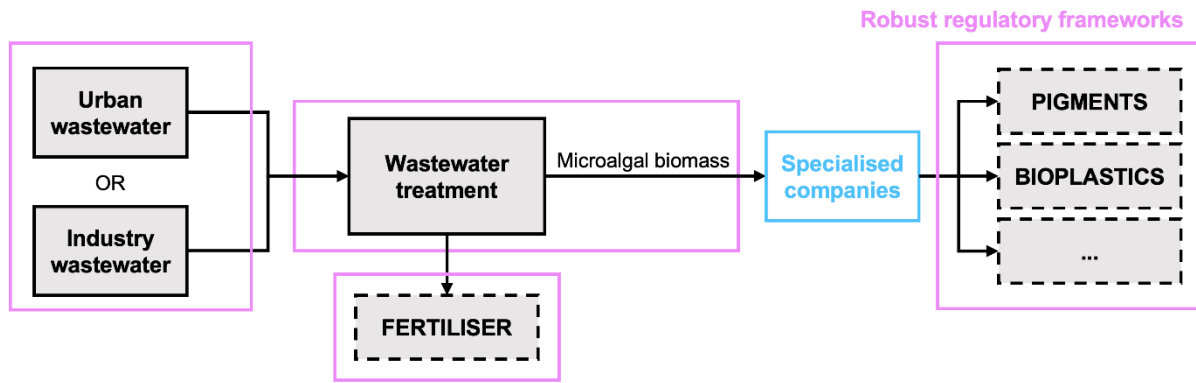 Robust regulatory frameworks
Urban
wastewater
OR
Industry
wastewater
Wastewater
treatment
Microalgal biomass
FERTILISER
Specialised
companies
PIGMENTS
BIOPLASTICS
...